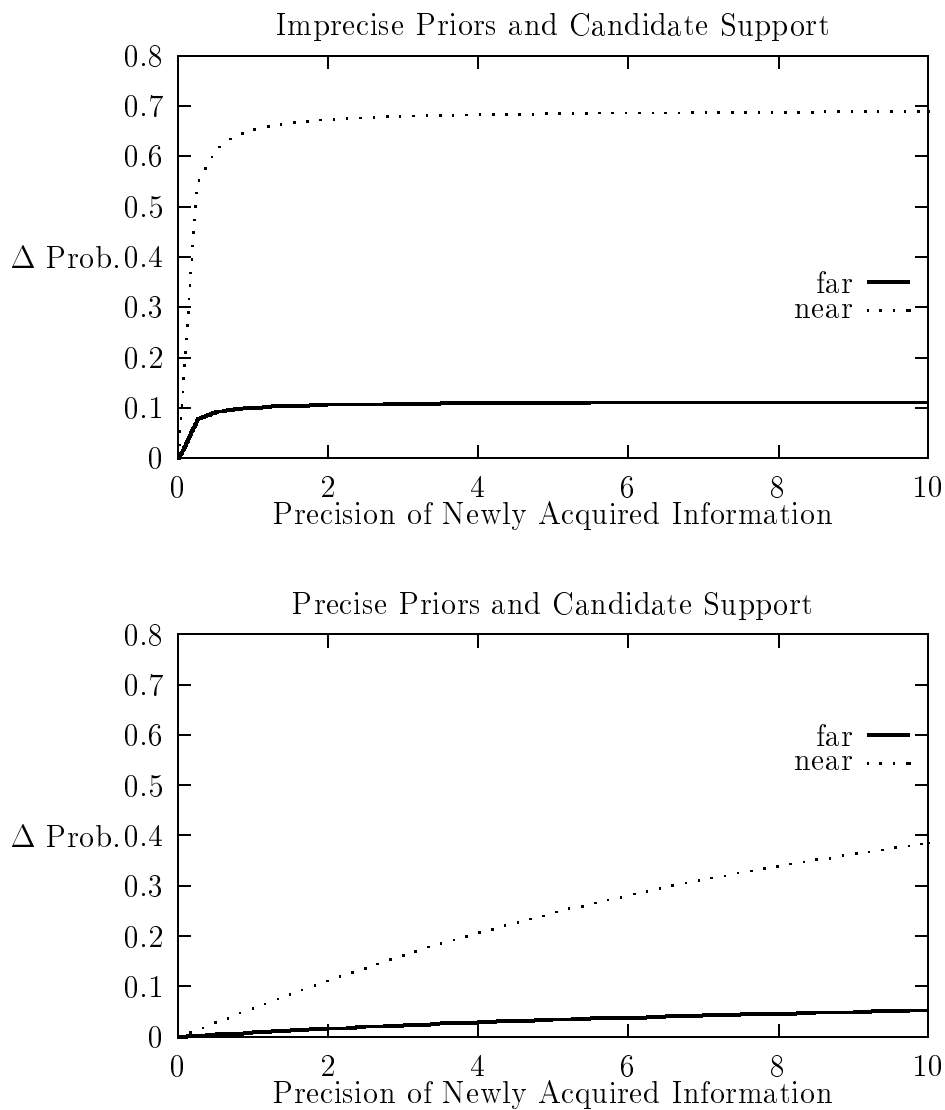 Imprecise Priors and Candidate Support
0.8
0.7
0.6
0.5
Δ Prob. 0.4
0.3
0.2
0.1
0
far
near
0 2 4 6 8 10
Precision of Newly Acquired Information
Precise Priors and Candidate Support
0.8
0.7
0.6
0.5
Δ Prob. 0.4
0.3
0.2
0.1
0
far
near
0 2 4 6 8 10
Precision of Newly Acquired Information